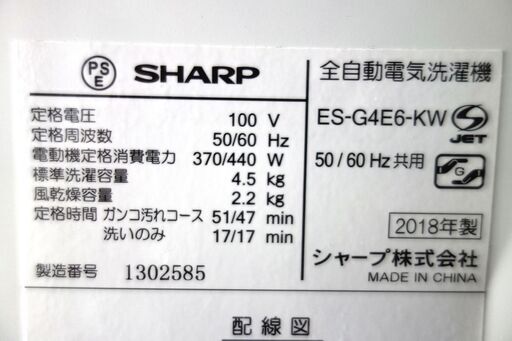 PS
E
SHARP
全自動電気洗濯機
定格電圧 100 V
ES-G4E6-KW
JET
定格周波数 50/60 Hz
電動機定格消費電力 370/440 W
50/60 Hz 共用
G
標準洗濯容量 4.5 kg
風乾燥容量 2.2 kg
定格時間 ガンコ汚れコース 51/47 min
2018年製
洗いのみ 17/17 min
シャープ株式会社
製造番号 1302585
MADE IN CHINA
配線図